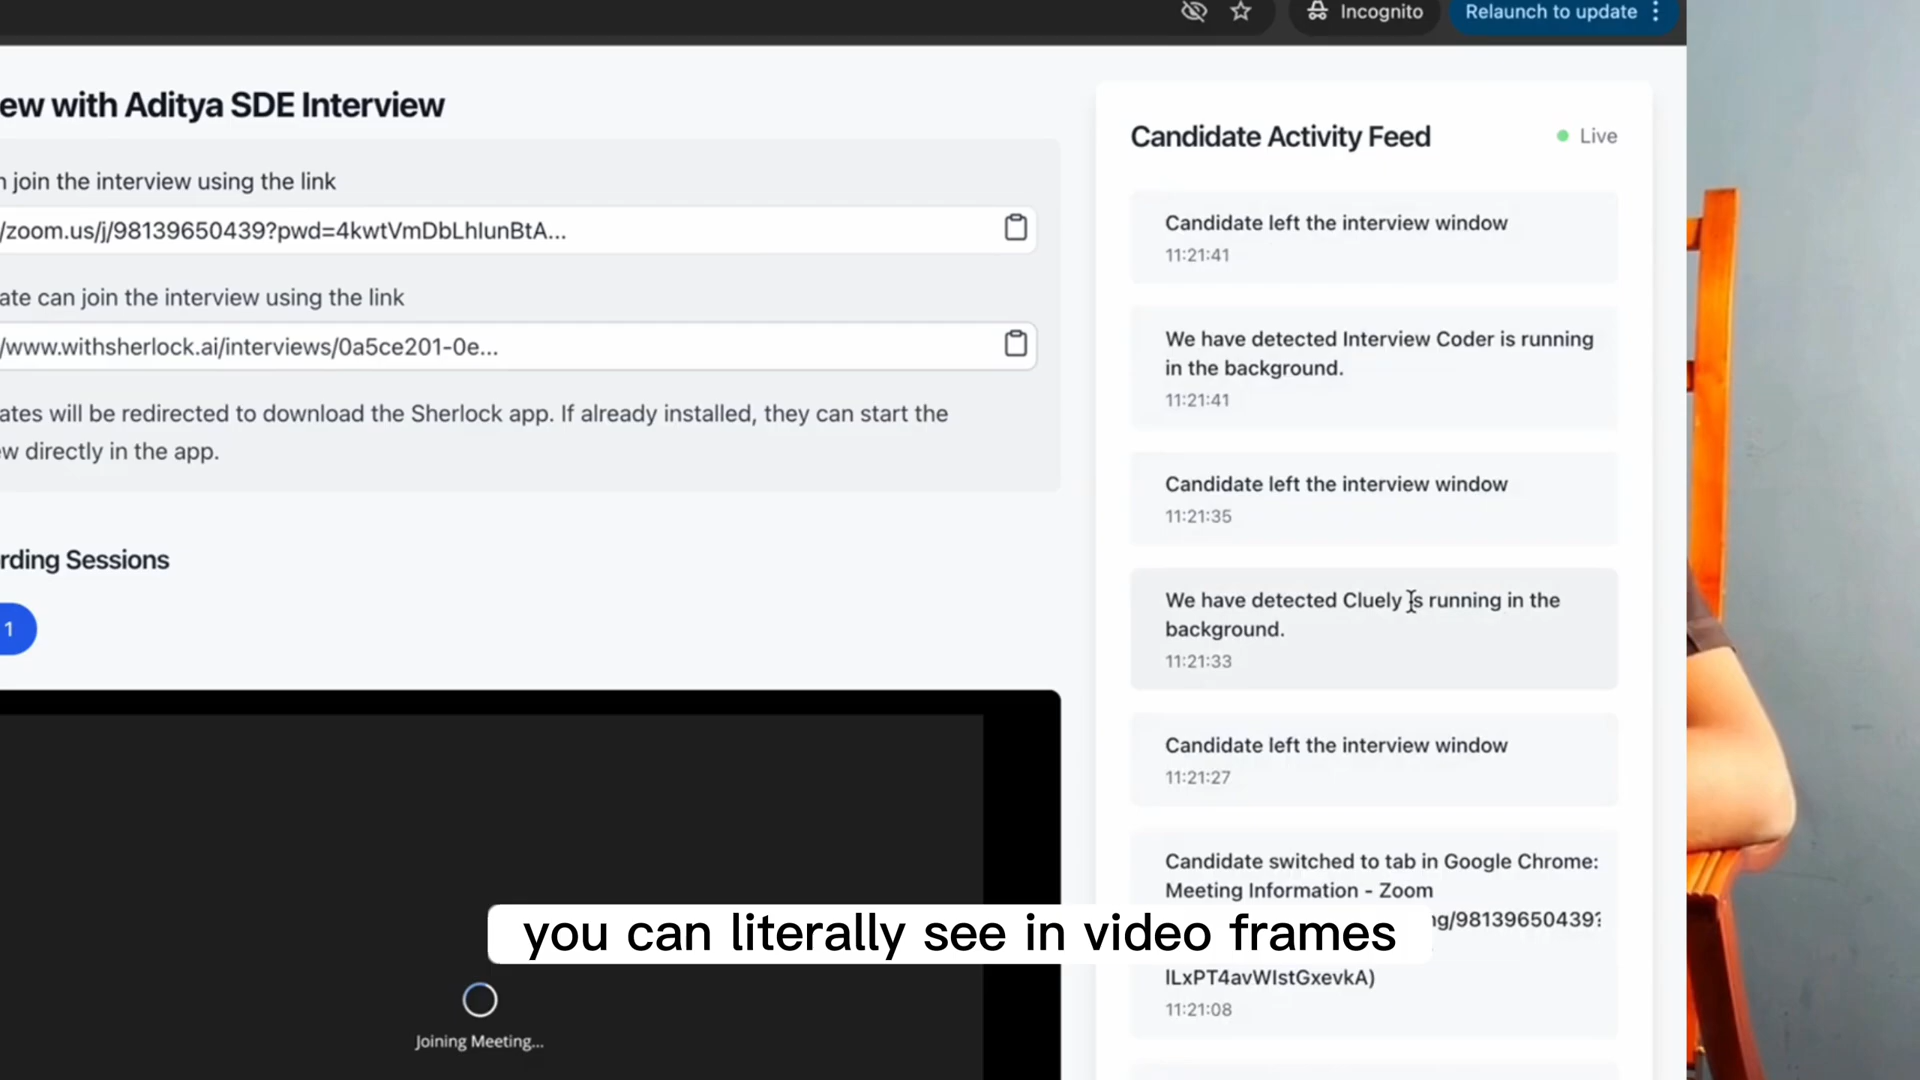 Incognito
Relaunch to update
ew with Aditya SDE Interview
join the interview using the link
/zoom.us/j/98139650439?pwd=4kwtVmDbLhIunBtA...
ate can join the interview using the link
/www.withsherlock.ai/interviews/0a5ce201-0e...
ates will be redirected to download the Sherlock app. If already installed, they can start the
w directly in the app.
rding Sessions
1
Joining Meeting...
Candidate Activity Feed
Live
Candidate left the interview window
11:21:41
We have detected Interview Coder is running
in the background.
11:21:41
Candidate left the interview window
11:21:35
We have detected Cluely is running in the
background.
11:21:33
Candidate left the interview window
11:21:27
Candidate switched to tab in Google Chrome:
Meeting Information - Zoom
ng/98139650439?
ILxPT4avWIstGxevkA)
11:21:08
you can literally see in video frames